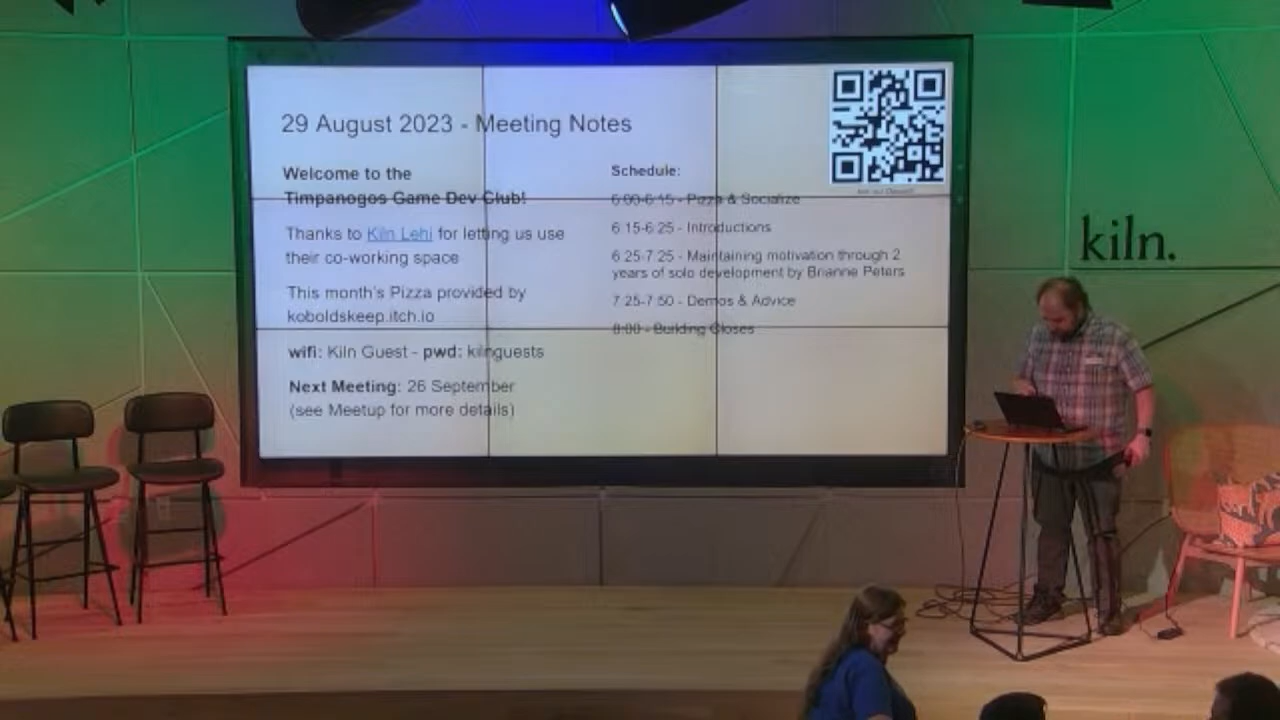 29 August 2023 - Meeting Notes
Welcome to the
Timpanogos Game Dev Club!
Thanks to Kiln Lehi for letting us use
their co-working space
This month's Pizza provided by
koboldskeep.itch.io
wifi: Kiln Guest - pwd: kilnguests
Next Meeting: 26 September
(see Meetup for more details)
Schedule:
6:00-6:15 - Pizza & Socialize
6:15-6:25 - Introductions
6:25-7:25 - Maintaining motivation through 2
years of solo development by Brianne Peters
7:25-7:50 - Demos & Advice
8:00 - Building Closes
kiln.